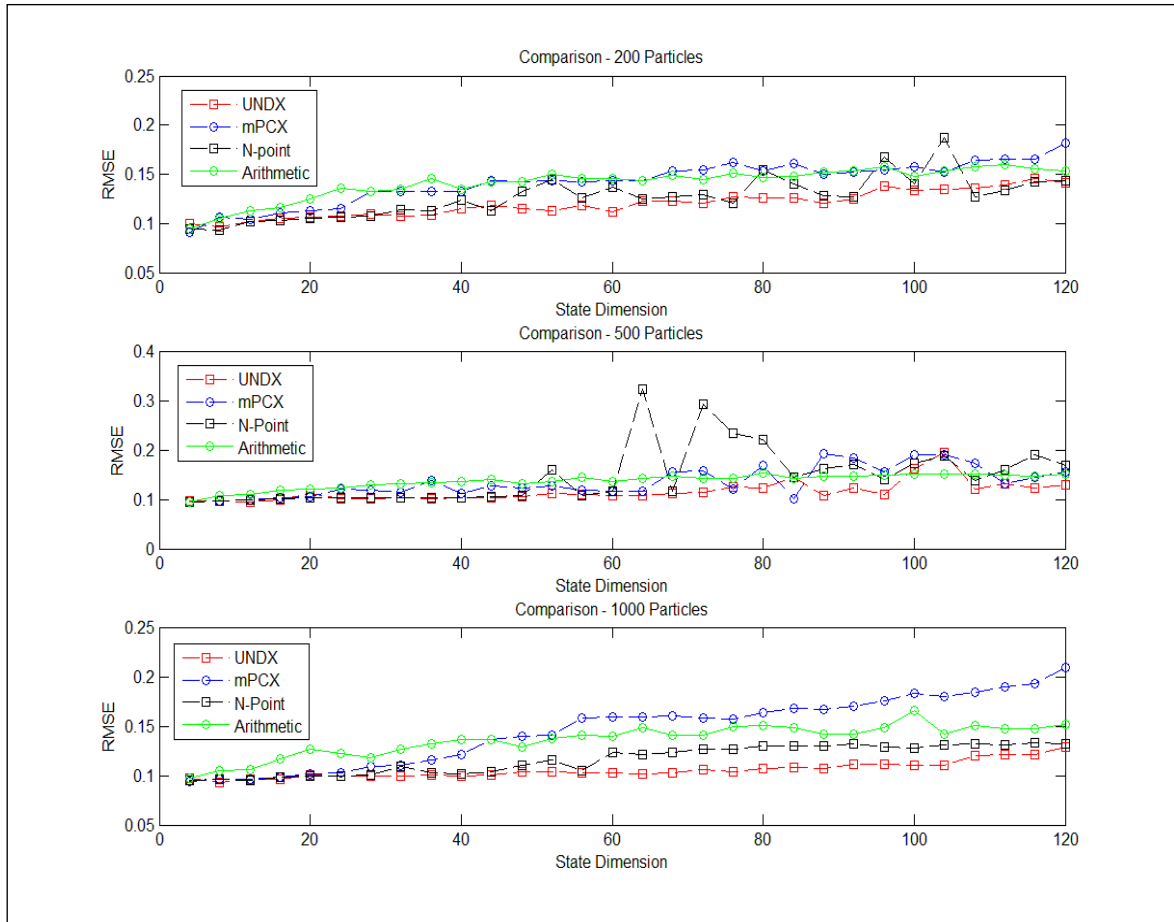 Comparison - 200 Particles
0.25
0.2
0.15
0.1
0.05
RMSE
UNDX
mPCX
N-point
Arithmetic
0 20 40 60 80 100 120
State Dimension
Comparison - 500 Particles
0.4
0.3
0.2
0.1
0
RMSE
UNDX
mPCX
N-Point
Arithmetic
0 20 40 60 80 100 120
State Dimension
Comparison - 1000 Particles
0.25
0.2
0.15
0.1
0.05
RMSE
UNDX
mPCX
N-Point
Arithmetic
0 20 40 60 80 100 120
State Dimension